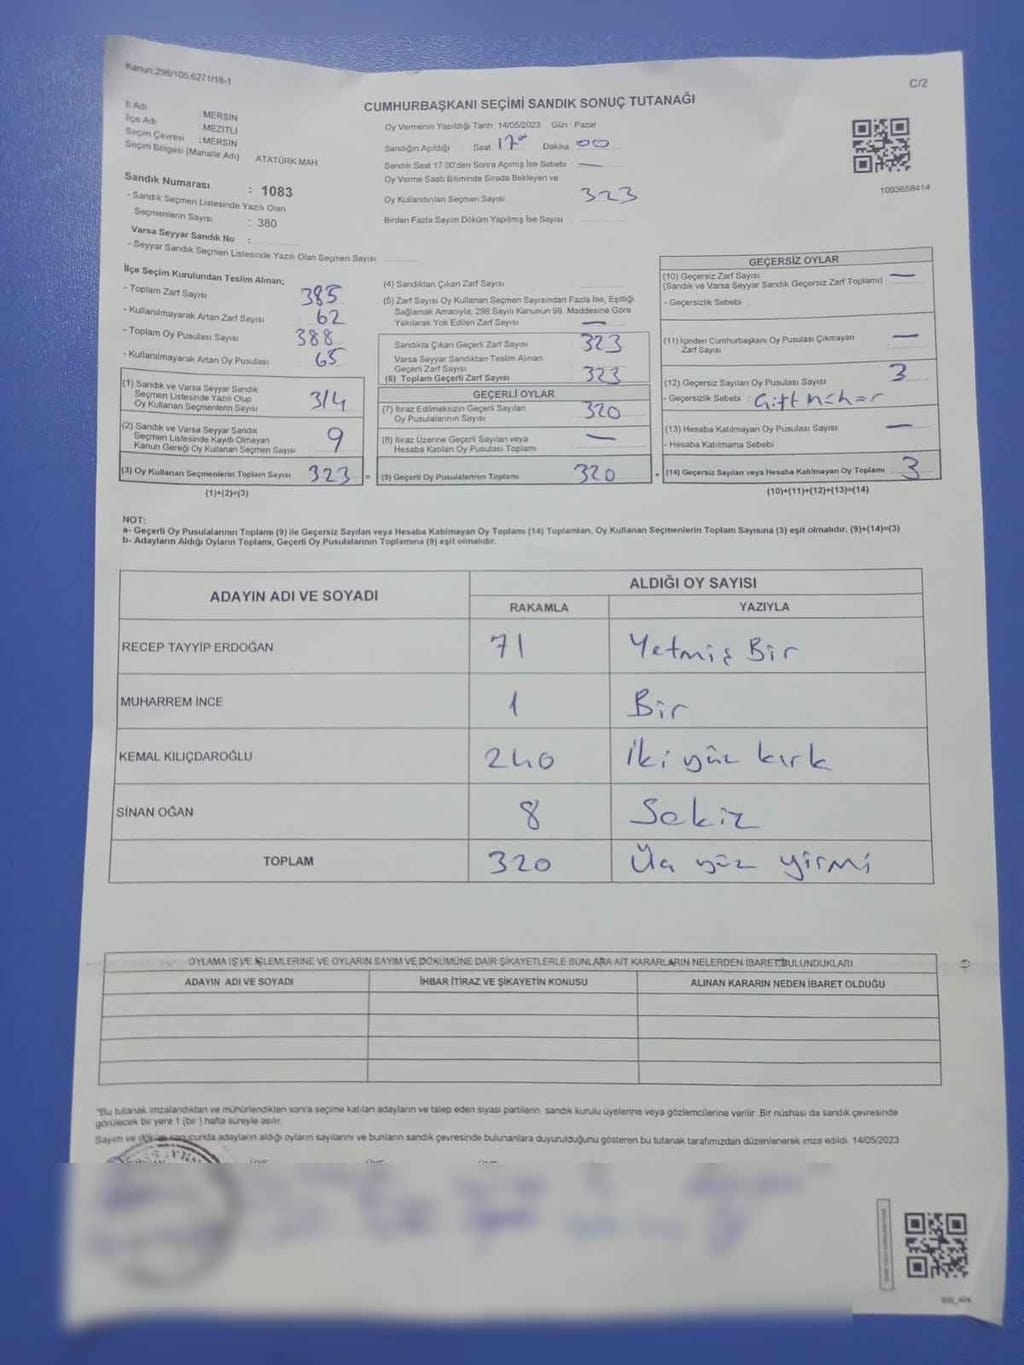 Kanun:298/105,6271/18-1
C/2
CUMHURBAŞKANI SEÇİMİ SANDIK SONUÇ TUTANAĞI
İl Adı : MERSİN
İlçe Adı : MEZİTLİ
Seçim Çevresi : MERSİN
Seçim Bölgesi (Mahalle Adı) ATATÜRK MAH.
Oy Vermenin Yapıldığı Tarih :14/05/2023 Gün : Pazar
Sandığın Açıldığı Saat 17 00 Dakika 00
Sandık Saat 17:00'den Sonra Açılmış İse Sebebi : —
Oy Verme Saati Bitiminde Sırada Bekleyen ve
Oy Kullandırılan Seçmen Sayısı 323
Birden Fazla Sayım Döküm Yapılmış İse Sayısı
1093658414
Sandık Numarası : 1083
- Sandık Seçmen Listesinde Yazılı Olan
Seçmenlerin Sayısı : 380
Varsa Seyyar Sandık No :
- Seyyar Sandık Seçmen Listesinde Yazılı Olan Seçmen Sayısı
İlçe Seçim Kurulundan Teslim Alınan;
- Toplam Zarf Sayısı 385
- Kullanılmayarak Artan Zarf Sayısı 62
- Toplam Oy Pusulası Sayısı 388
- Kullanılmayarak Artan Oy Pusulası 65
(1) Sandık ve Varsa Seyyar Sandık
Seçmen Listesinde Yazılı Olup
Oy Kullanan Seçmenlerin Sayısı 314
(2) Sandık ve Varsa Seyyar Sandık
Seçmen Listesinde Kayıtlı Olmayan
Kanun Gereği Oy Kullanan Seçmen Sayısı 9
(3) Oy Kullanan Seçmenlerin Toplam Sayısı 323 =
(1)+(2)=(3)
(4) Sandıktan Çıkan Zarf Sayısı
(5) Zarf Sayısı Oy Kullanan Seçmen Sayısından Fazla İse, Eşitliği
Sağlamak Amacıyla, 298 Sayılı Kanunun 98. Maddesine Göre
Yakılarak Yok Edilen Zarf Sayısı —
Sandıkta Çıkan Geçerli Zarf Sayısı 323
Varsa Seyyar Sandıktan Teslim Alınan
Geçerli Zarf Sayısı
(6) Toplam Geçerli Zarf Sayısı 323
GEÇERLİ OYLAR
(7) İtiraz Edilmeksizin Geçerli Sayılan
Oy Pusulalarının Sayısı 320
(8) İtiraz Üzerine Geçerli Sayılan veya
Hesaba Katılan Oy Pusulası Toplamı —
(9) Geçerli Oy Pusulalarının Toplamı 320 +
GEÇERSİZ OYLAR
(10) Geçersiz Zarf Sayısı —
(Sandık ve Varsa Seyyar Sandık Geçersiz Zarf Toplamı)
- Geçersizlik Sebebi
(11) İçinden Cumhurbaşkanı Oy Pusulası Çıkmayan
Zarf Sayısı —
(12) Geçersiz Sayılan Oy Pusulası Sayısı 3
- Geçersizlik Sebebi : Çift Mühür
(13) Hesaba Katılmayan Oy Pusulası Sayısı —
- Hesaba Katılmama Sebebi
(14) Geçersiz Sayılan veya Hesaba Katılmayan Oy Toplamı 3
(10)+(11)+(12)+(13)=(14)
NOT:
a- Geçerli Oy Pusulalarının Toplamı (9) ile Geçersiz Sayılan veya Hesaba Katılmayan Oy Toplamı (14) Toplamları, Oy Kullanan Seçmenlerin Toplam Sayısına (3) eşit olmalıdır. (9)+(14)=(3)
b- Adayların Aldığı Oyların Toplamı, Geçerli Oy Pusulalarının Toplamına (9) eşit olmalıdır.
ADAYIN ADI VE SOYADI
ALDIĞI OY SAYISI
RAKAMLA YAZIYLA
RECEP TAYYİP ERDOĞAN 71 Yetmiş Bir
MUHARREM İNCE 1 Bir
KEMAL KILIÇDAROĞLU 240 İki yüz kırk
SİNAN OĞAN 8 Sekiz
TOPLAM 320 Üç yüz yirmi
OYLAMA İŞ VE İŞLEMLERİNE VE OYLARIN SAYIM VE DÖKÜMÜNE DAİR ŞİKAYETLERLE BUNLARA AİT KARARLARIN NELERDEN İBARET BULUNDUKLARI
ADAYIN ADI VE SOYADI İHBAR İTİRAZ VE ŞİKAYETİN KONUSU ALINAN KARARIN NEDEN İBARET OLDUĞU
*Bu tutanak imzalandıktan ve mühürlendikten sonra seçime katılan adayların ve talep eden siyasi partilerin sandık kurulu üyelerine veya gözlemcilerine verilir. Bir nüshası da sandık çevresinde
görülecek bir yere 1 (bir) hafta süreyle asılır.
Sayım ve döküm sonucunda adayların aldığı oyların sayılarını ve bunların sandık çevresinde bulunanlara duyurulduğunu gösteren bu tutanak tarafımızdan düzenlenerek imza edildi. 14/05/2023